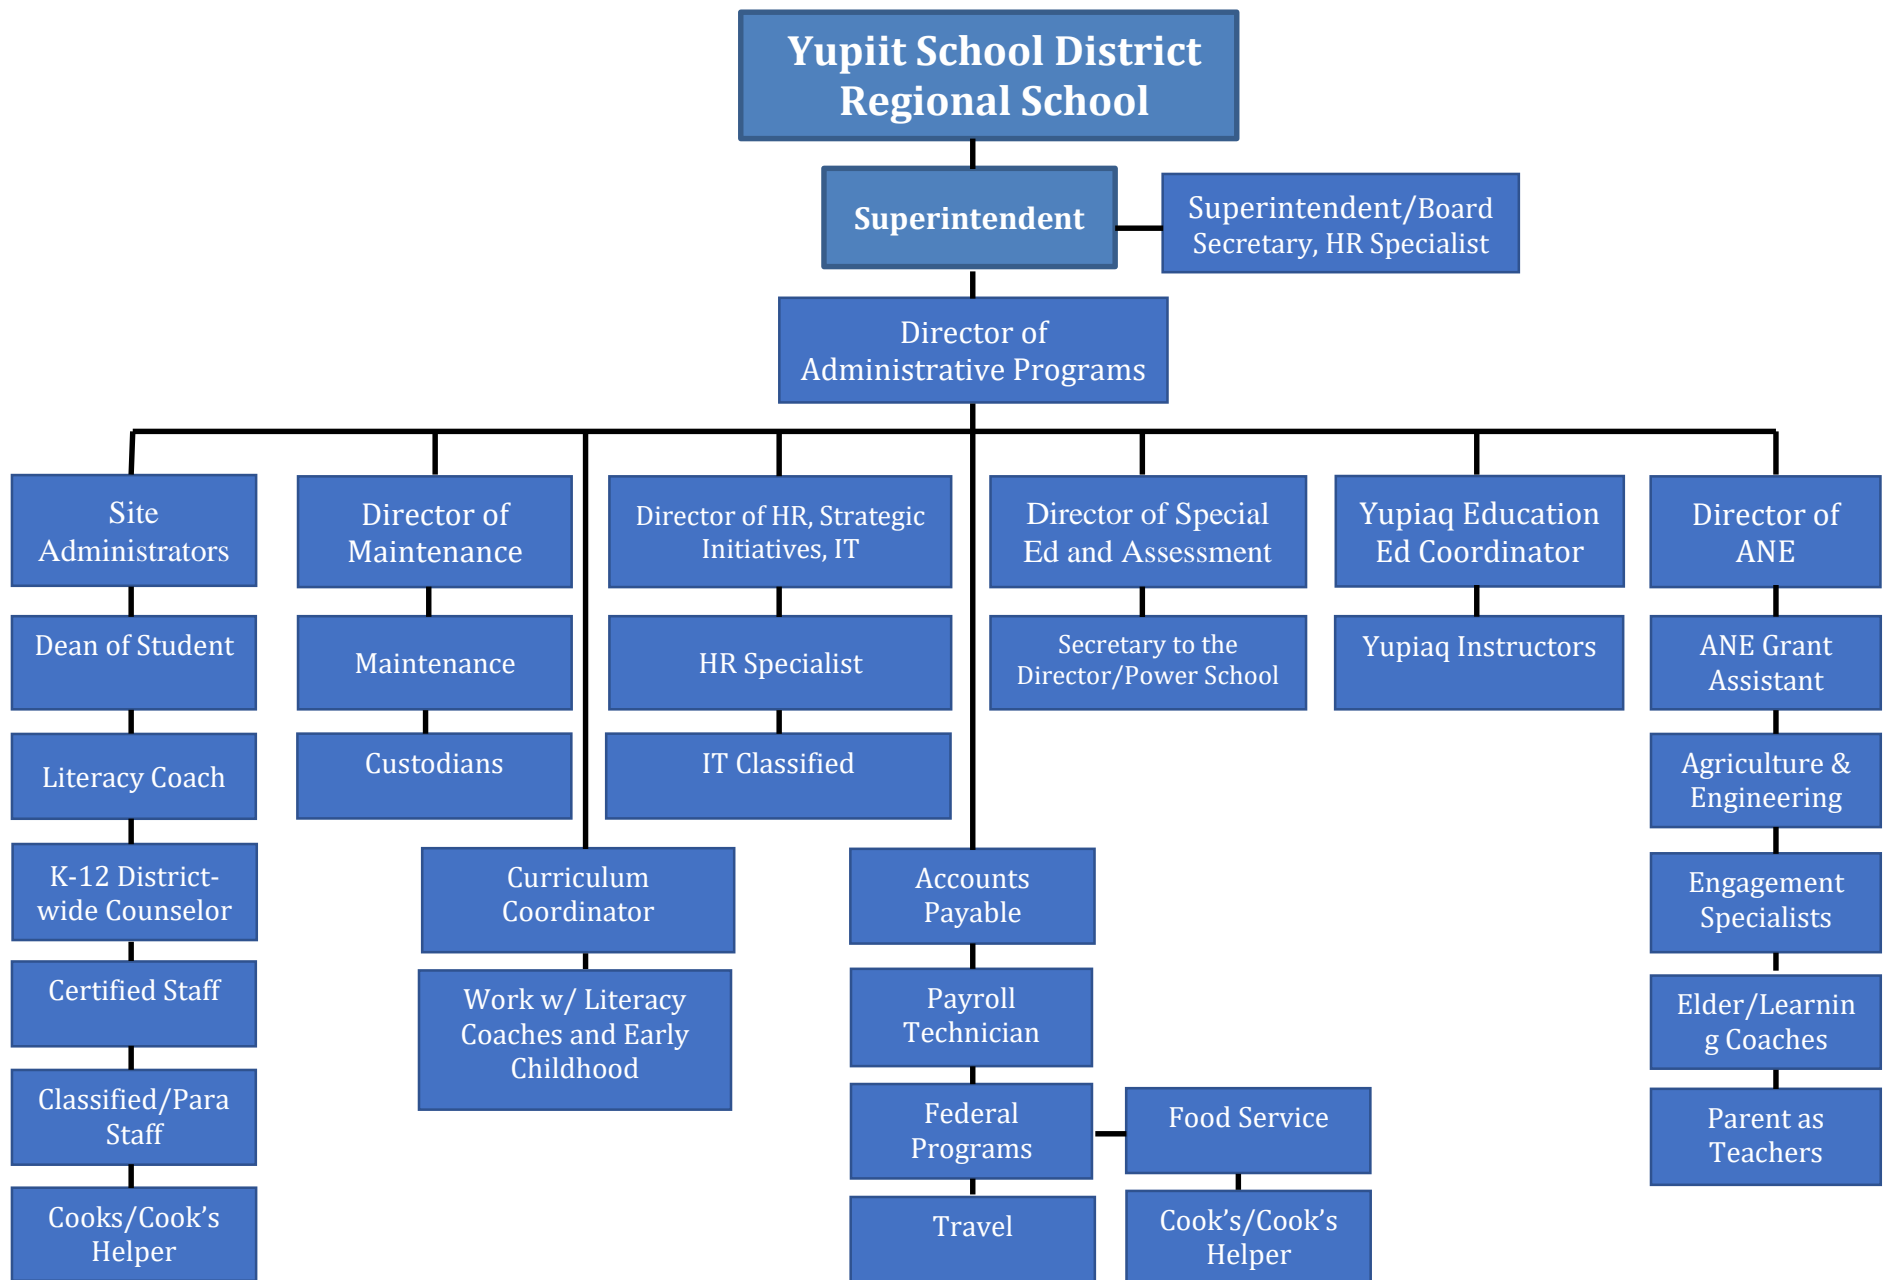 Yupiit School District
Regional School
Superintendent
Superintendent/Board
Secretary, HR Specialist
Director of
Administrative Programs
Site
Administrators
Director of
Maintenance
Director of HR, Strategic
Initiatives, IT
Director of Special
Ed and Assessment
Yupiaq Education
Ed Coordinator
Director of
ANE
Dean of Student
Maintenance
HR Specialist
Secretary to the
Director/Power School
Yupiaq Instructors
ANE Grant
Assistant
Literacy Coach
Custodians
IT Classified
Agriculture &
Engineering
K-12 District-
wide Counselor
Curriculum
Coordinator
Accounts
Payable
Engagement
Specialists
Certified Staff
Work w/ Literacy
Coaches and Early
Childhood
Payroll
Technician
Elder/Learnin
g Coaches
Classified/Para
Staff
Federal
Programs
Food Service
Parent as
Teachers
Cooks/Cook’s
Helper
Travel
Cook’s/Cook’s
Helper